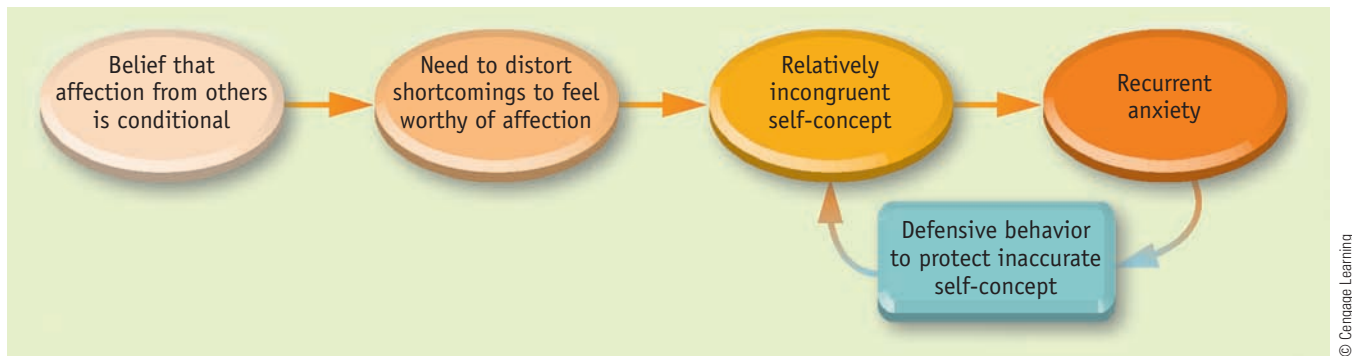 Belief that
affection from others
is conditional
Need to distort
shortcomings to feel
worthy of affection
Relatively
incongruent
self-concept
Recurrent
anxiety
Defensive behavior
to protect inaccurate
self-concept
© Cengage Learning